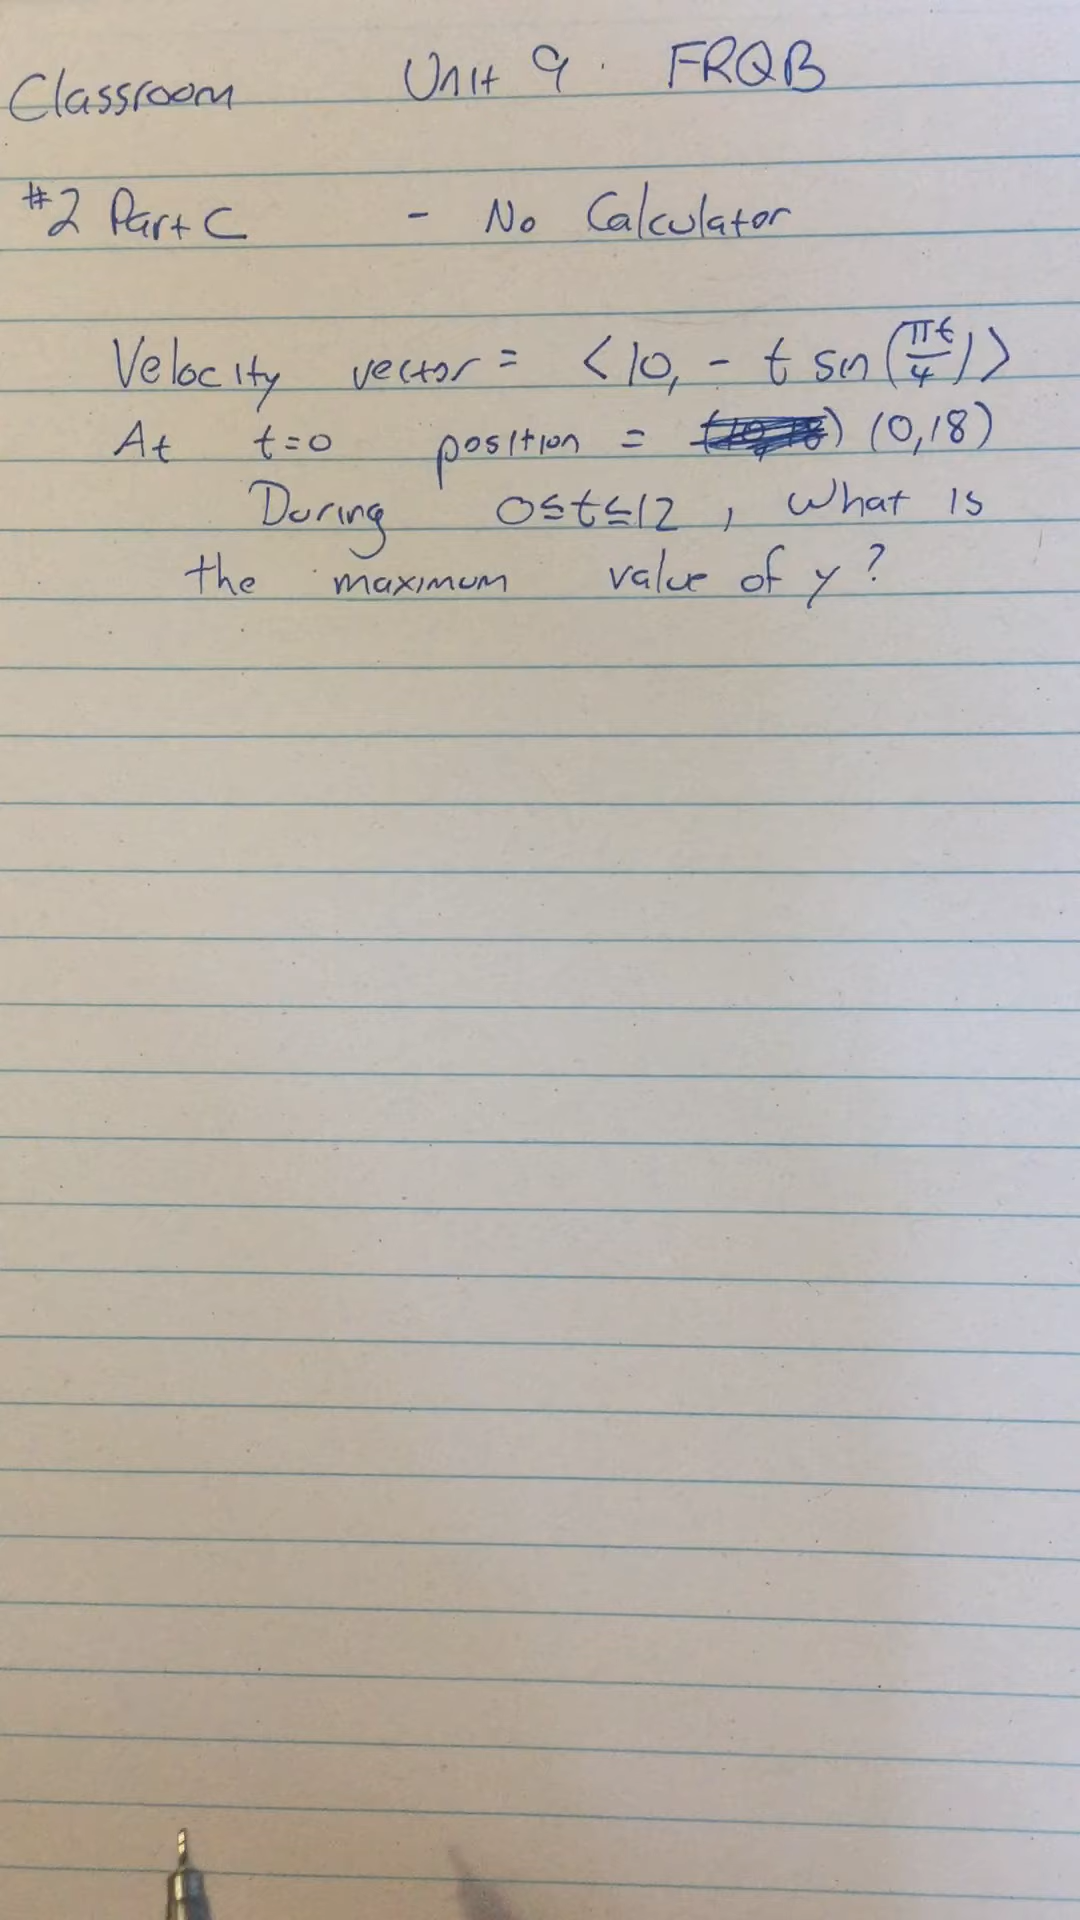 Classroom Unit 9. FRQB
#2 Part C - No Calculator
Velocity vector = <10, - t sin(πt/4)>
At t=0 position = (0,18)
During 0≤t≤12, what is
the maximum value of y?